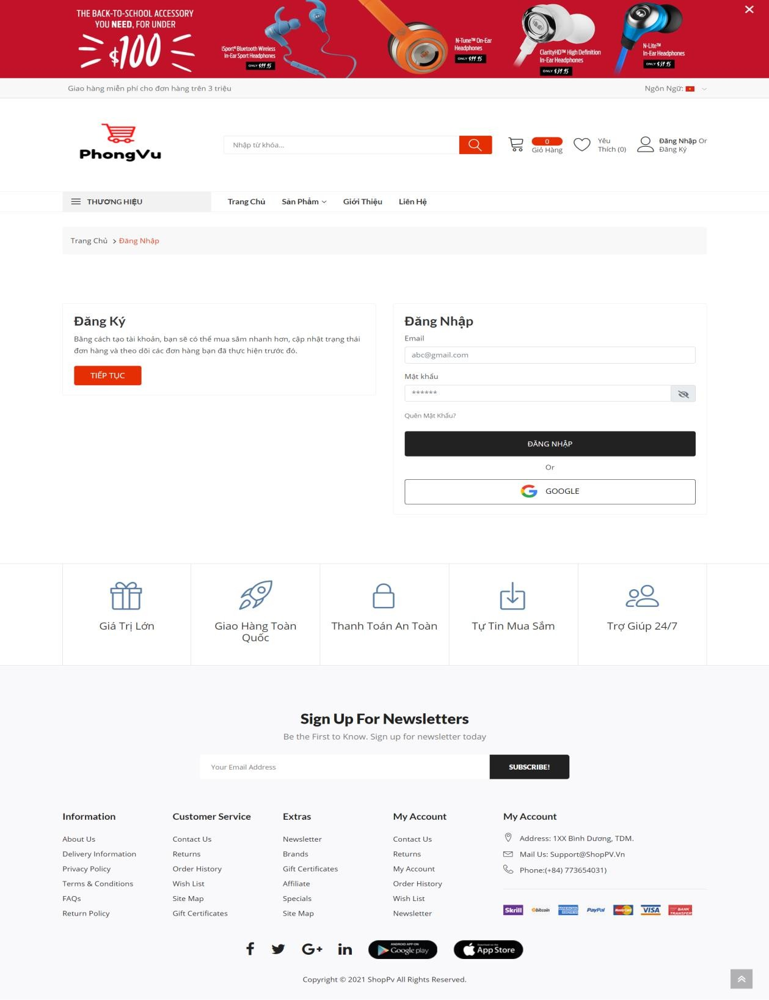 THE BACK-TO-SCHOOL ACCESSORY
YOU NEED, FOR UNDER
$100
iSport® Bluetooth Wireless
In-Ear Sport Headphones
ONLY $99.95
N-Tune™ On-Ear
Headphones
ONLY $99.95
ClarityHD™ High Definition
In-Ear Headphones
ONLY $39.95
N-Lite™
In-Ear Headphones
ONLY $59.95
Giao hàng miễn phí cho đơn hàng trên 3 triệu
Ngôn Ngữ:
PhongVu
Nhập từ khóa...
0
Giỏ Hàng
Yêu
Thích (0)
Đăng Nhập Or
Đăng Ký
THƯƠNG HIỆU
Trang Chủ
Sản Phẩm
Giới Thiệu
Liên Hệ
Trang Chủ > Đăng Nhập
Đăng Ký
Bằng cách tạo tài khoản, bạn sẽ có thể mua sắm nhanh hơn, cập nhật trạng thái
đơn hàng và theo dõi các đơn hàng bạn đã thực hiện trước đó.
TIẾP TỤC
Đăng Nhập
Email
abc@gmail.com
Mật khẩu
******
Quên Mật Khẩu?
ĐĂNG NHẬP
Or
GOOGLE
Giá Trị Lớn
Giao Hàng Toàn
Quốc
Thanh Toán An Toàn
Tự Tin Mua Sắm
Trợ Giúp 24/7
Sign Up For Newsletters
Be the First to Know. Sign up for newsletter today
Your Email Address
SUBSCRIBE!
Information
About Us
Delivery Information
Privacy Policy
Terms & Conditions
FAQs
Return Policy
Customer Service
Contact Us
Returns
Order History
Wish List
Site Map
Gift Certificates
Extras
Newsletter
Brands
Gift Certificates
Affiliate
Specials
Site Map
My Account
Contact Us
Returns
My Account
Order History
Wish List
Newsletter
My Account
Address: 1XX Bình Dương, TDM.
Mail Us: Support@ShopPV.Vn
Phone:(+84) 773654031)
Skrill
bitcoin
AMERICAN EXPRESS
PayPal
MasterCard
VISA
BANK TRANSFER
ANDROID APP ON
Google play
Download on the
App Store
Copyright © 2021 ShopPv All Rights Reserved.